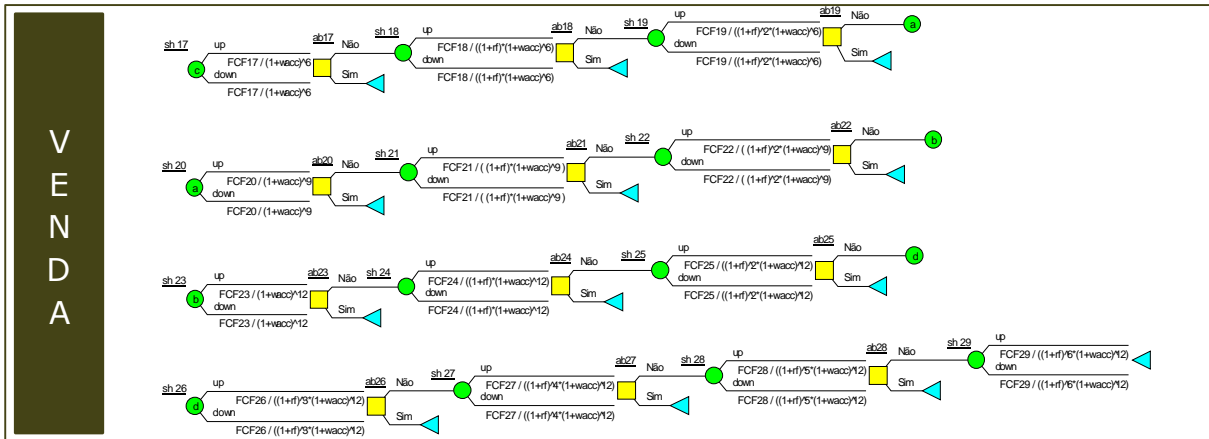 VENDA
sh 17
up
FCF17 / (1+wacc)^6
down
FCF17 / (1+wacc)^6
c
ab17
Não
Sim
sh 18
up
FCF18 / ((1+rf)*(1+wacc)^6)
down
FCF18 / ((1+rf)*(1+wacc)^6)
ab18
Não
Sim
sh 19
up
FCF19 / ((1+rf)^2*(1+wacc)^6)
down
FCF19 / ((1+rf)^2*(1+wacc)^6)
ab19
Não
a
Sim
sh 20
up
FCF20 / (1+wacc)^9
down
FCF20 / (1+wacc)^9
a
ab20
Não
Sim
sh 21
up
FCF21 / ((1+rf)*(1+wacc)^9 )
down
FCF21 / ((1+rf)*(1+wacc)^9 )
ab21
Não
Sim
sh 22
up
FCF22 / ( (1+rf)^2*(1+wacc)^9)
down
FCF22 / ( (1+rf)^2*(1+wacc)^9)
ab22
Não
b
Sim
sh 23
up
FCF23 / (1+wacc)^12
down
FCF23 / (1+wacc)^12
b
ab23
Não
Sim
sh 24
up
FCF24 / ((1+rf)*(1+wacc)^12)
down
FCF24 / ((1+rf)*(1+wacc)^12)
ab24
Não
Sim
sh 25
up
FCF25 / ((1+rf)^2*(1+wacc)^12)
down
FCF25 / ((1+rf)^2*(1+wacc)^12)
ab25
Não
d
Sim
sh 26
up
FCF26 / ((1+rf)^3*(1+wacc)^12)
down
FCF26 / ((1+rf)^3*(1+wacc)^12)
d
ab26
Não
Sim
sh 27
up
FCF27 / ((1+rf)^4*(1+wacc)^12)
down
FCF27 / ((1+rf)^4*(1+wacc)^12)
ab27
Não
Sim
sh 28
up
FCF28 / ((1+rf)^5*(1+wacc)^12)
down
FCF28 / ((1+rf)^5*(1+wacc)^12)
ab28
Não
Sim
sh 29
up
FCF29 / ((1+rf)^6*(1+wacc)^12)
down
FCF29 / ((1+rf)^6*(1+wacc)^12)